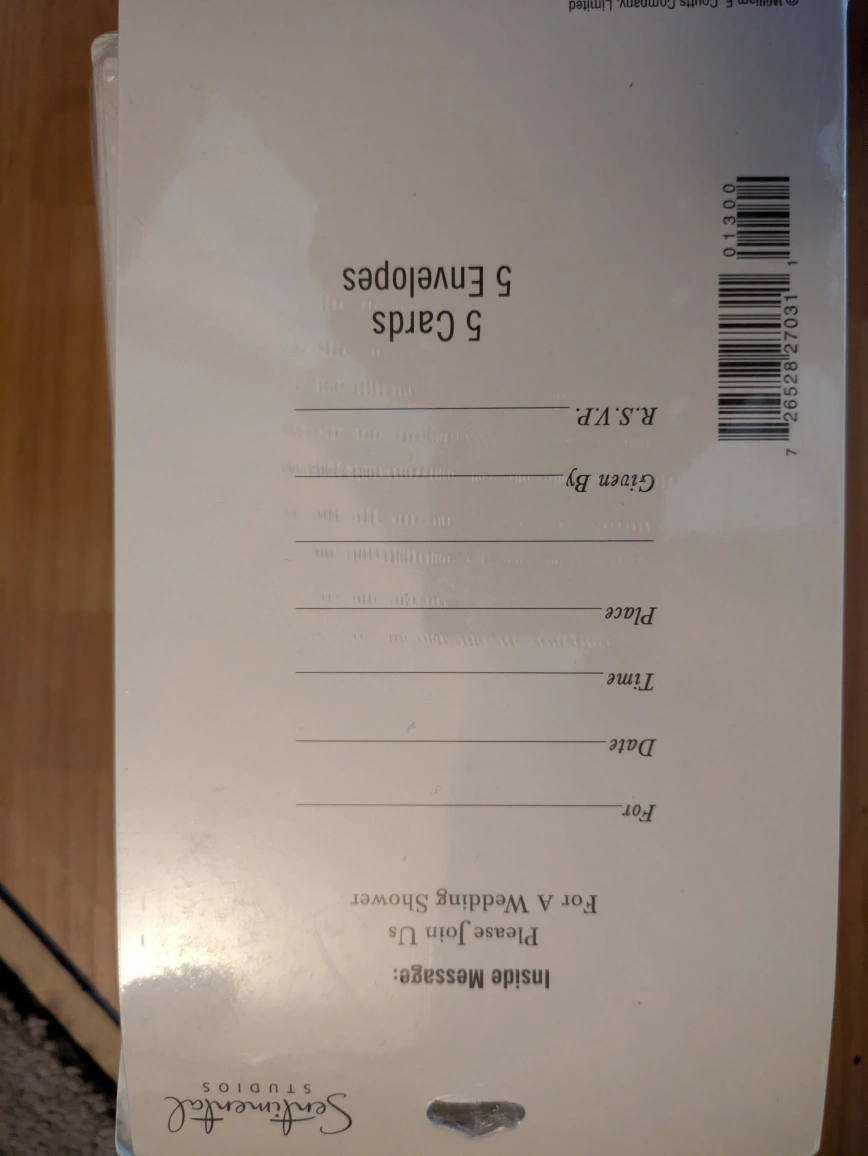 Sentimental
STUDIOS
Inside Message:
Please Join Us
For A Wedding Shower
For
Date
Time
Place
Given By
R.S.V.P.
5 Cards
5 Envelopes
7 26528 27031 1
01300
© William E. Coutts Company, Limited